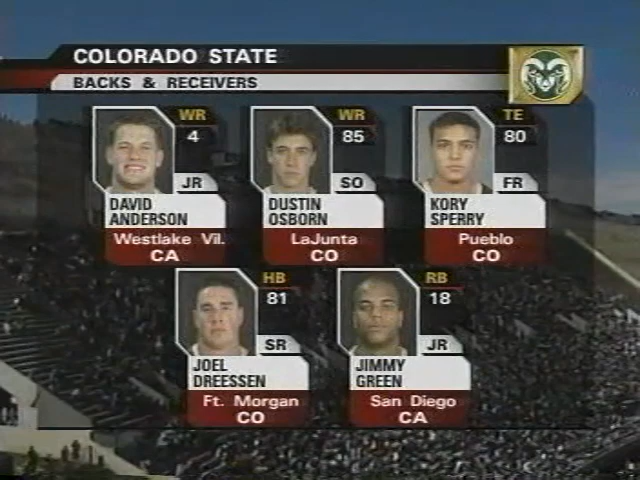 COLORADO STATE
BACKS & RECEIVERS
WR
4
JR
DAVID
ANDERSON
Westlake Vil.
CA
WR
85
SO
DUSTIN
OSBORN
LaJunta
CO
TE
80
FR
KORY
SPERRY
Pueblo
CO
HB
81
SR
JOEL
DREESSEN
Ft. Morgan
CO
RB
18
JR
JIMMY
GREEN
San Diego
CA